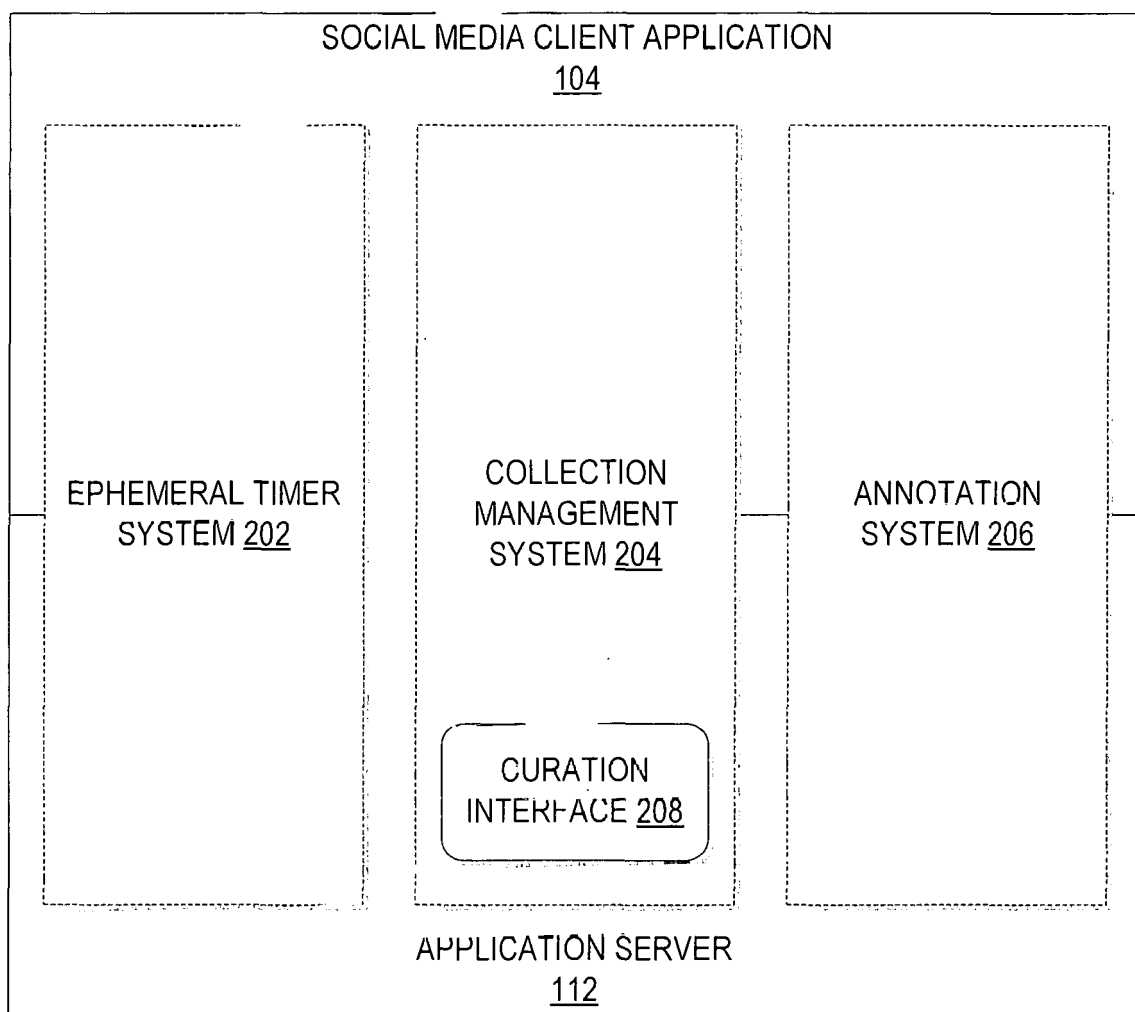 SOCIAL MEDIA CLIENT APPLICATION
104
EPHEMERAL TIMER
SYSTEM 202
COLLECTION
MANAGEMENT
SYSTEM 204
ANNOTATION
SYSTEM 206
CURATION
INTERFACE 208
APPLICATION SERVER
112